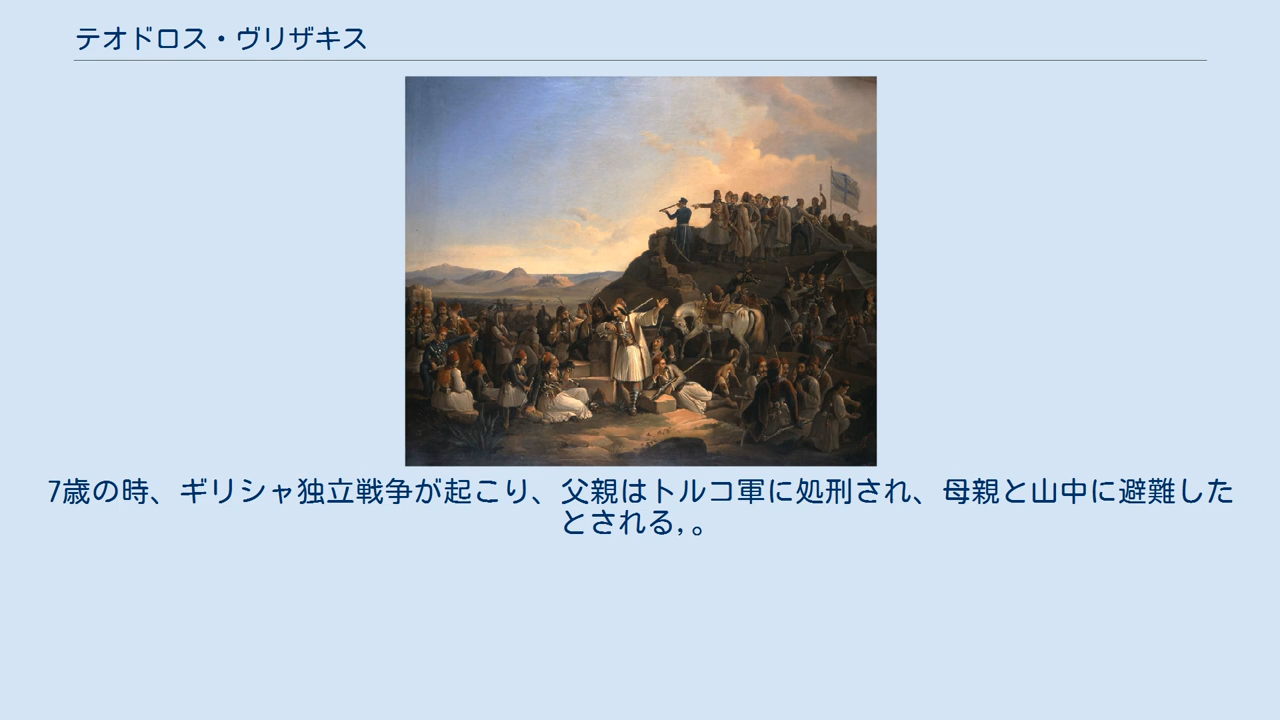 テオドロス・ヴリザキス
7歳の時、ギリシャ独立戦争が起こり、父親はトルコ軍に処刑され、母親と山中に避難した
とされる,。